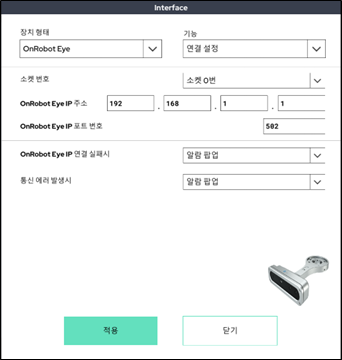 Interface
장치 형태
기능
OnRobot Eye
연결 설정
소켓 번호
소켓 0번
OnRobot Eye IP 주소
192 . 168 . 1 . 1
OnRobot Eye IP 포트 번호
502
OnRobot Eye IP 연결 실패시
알람 팝업
통신 에러 발생시
알람 팝업
적용
닫기